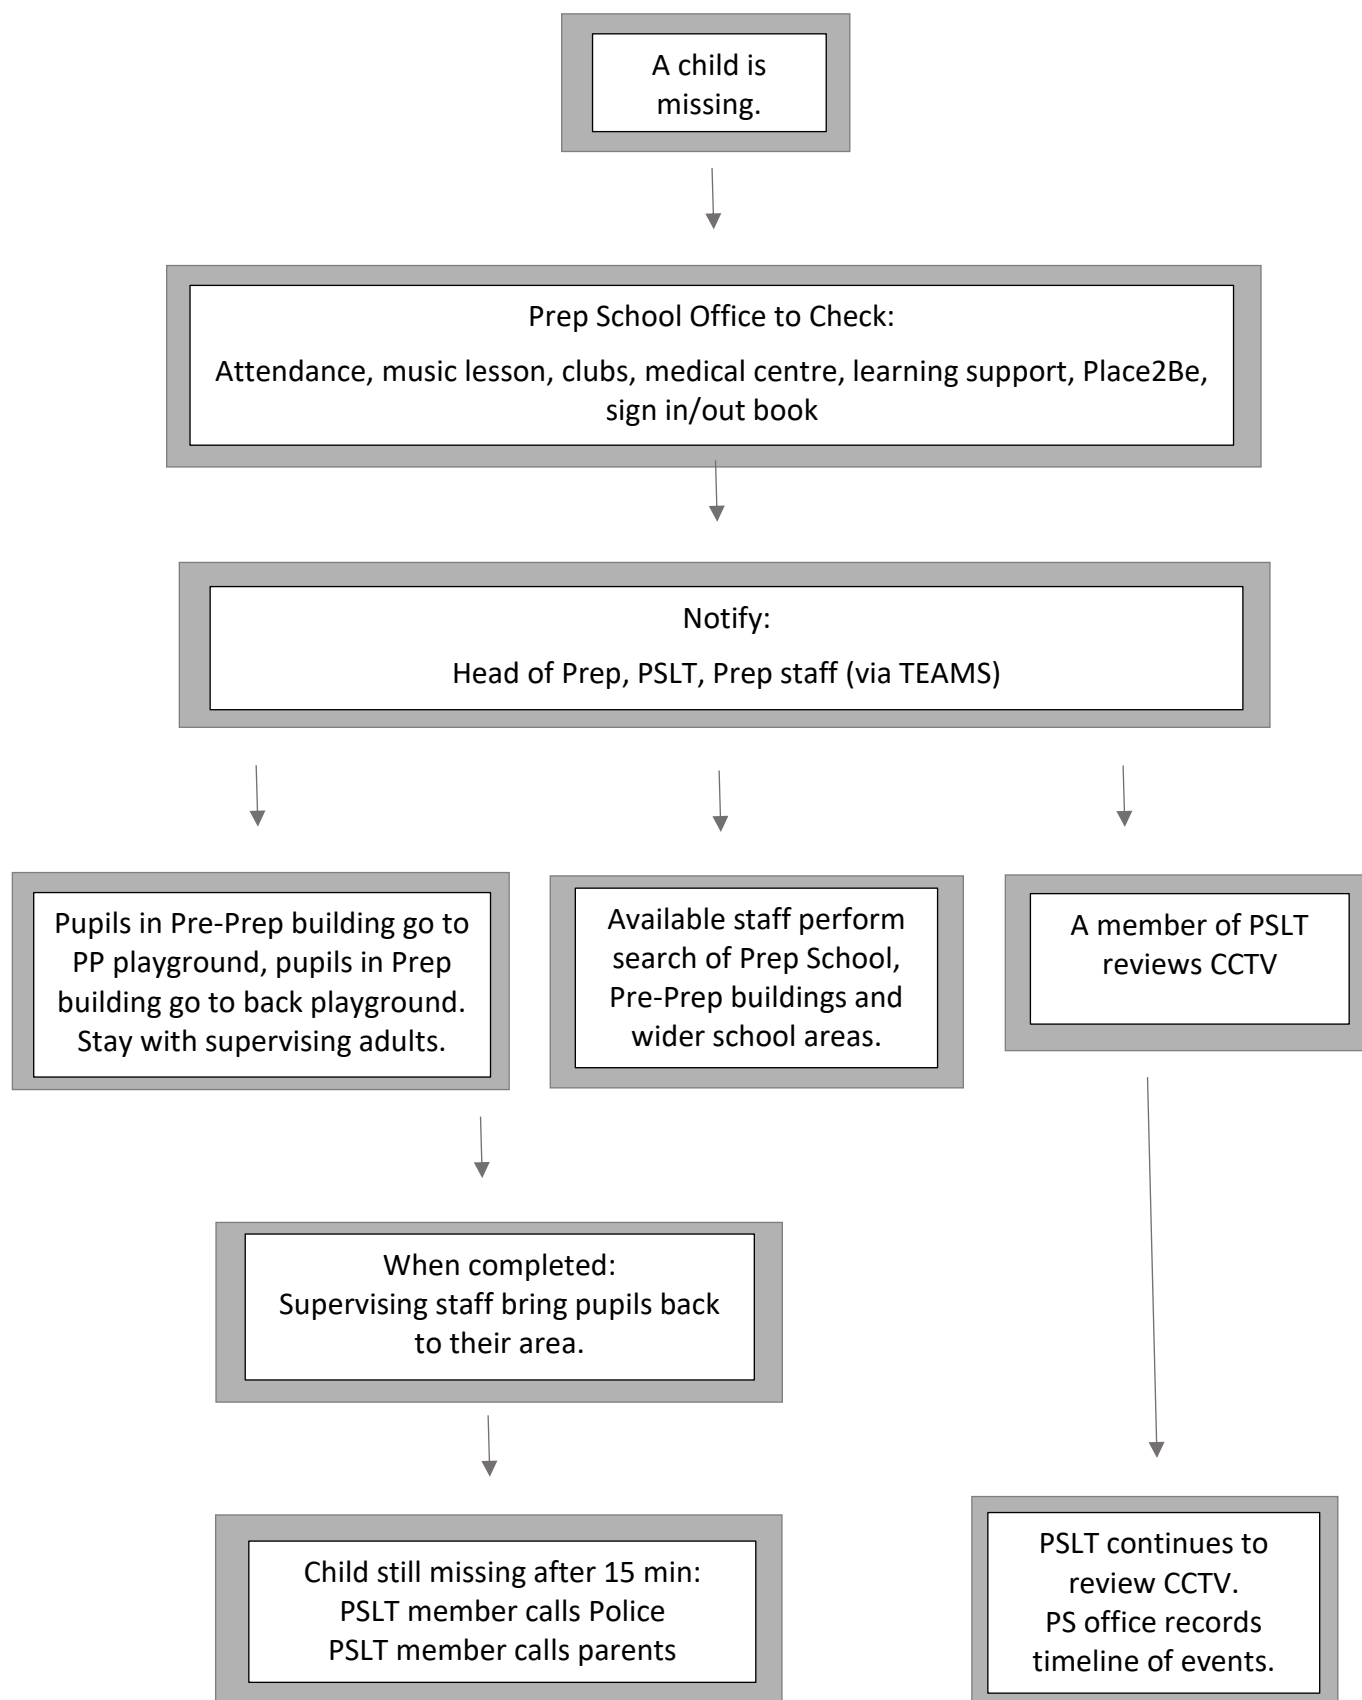 A child is
missing.
Prep School Office to Check:
Attendance, music lesson, clubs, medical centre, learning support, Place2Be,
sign in/out book
Notify:
Head of Prep, PSLT, Prep staff (via TEAMS)
Pupils in Pre-Prep building go to
PP playground, pupils in Prep
building go to back playground.
Stay with supervising adults.
Available staff perform
search of Prep School,
Pre-Prep buildings and
wider school areas.
A member of PSLT
reviews CCTV
When completed:
Supervising staff bring pupils back
to their area.
Child still missing after 15 min:
PSLT member calls Police
PSLT member calls parents
PSLT continues to
review CCTV.
PS office records
timeline of events.